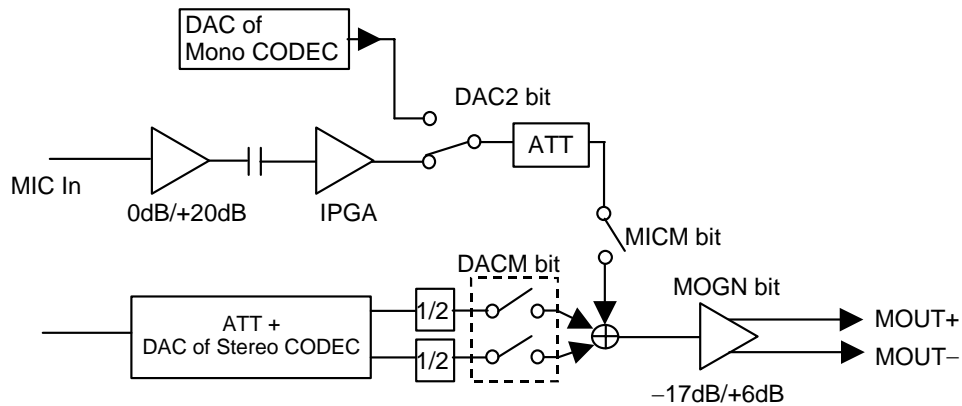 DAC of
Mono CODEC
DAC2 bit
ATT
MIC In
0dB/+20dB
IPGA
MICM bit
DACM bit
MOGN bit
1/2
ATT +
DAC of Stereo CODEC
1/2
MOUT+
MOUT−
−17dB/+6dB